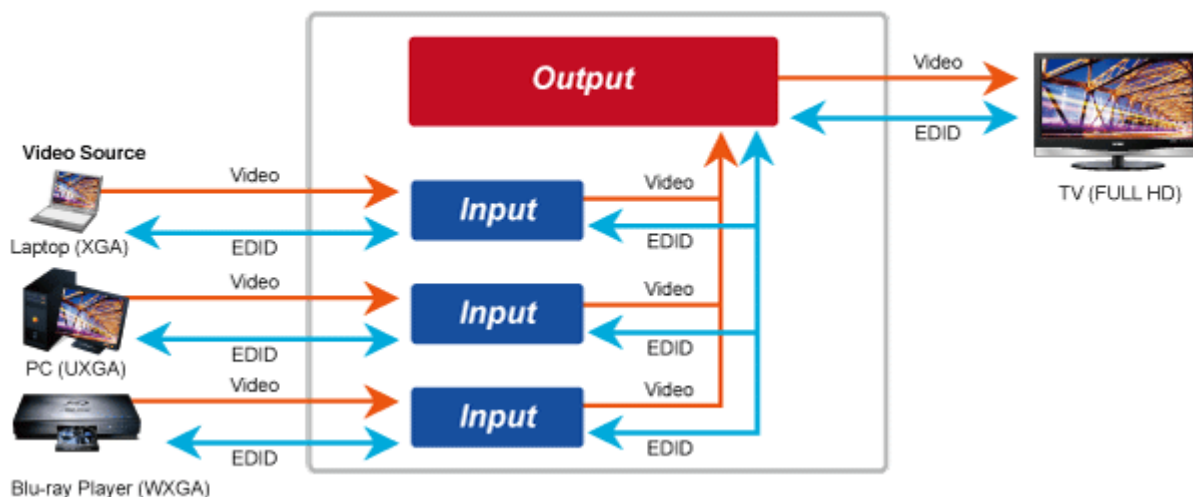 Output
Video
EDID
TV (FULL HD)
Video Source
Video
EDID
Laptop (XGA)
Input
Video
EDID
Video
EDID
PC (UXGA)
Input
Video
EDID
Video
EDID
Blu-ray Player (WXGA)
Input
Video
EDID